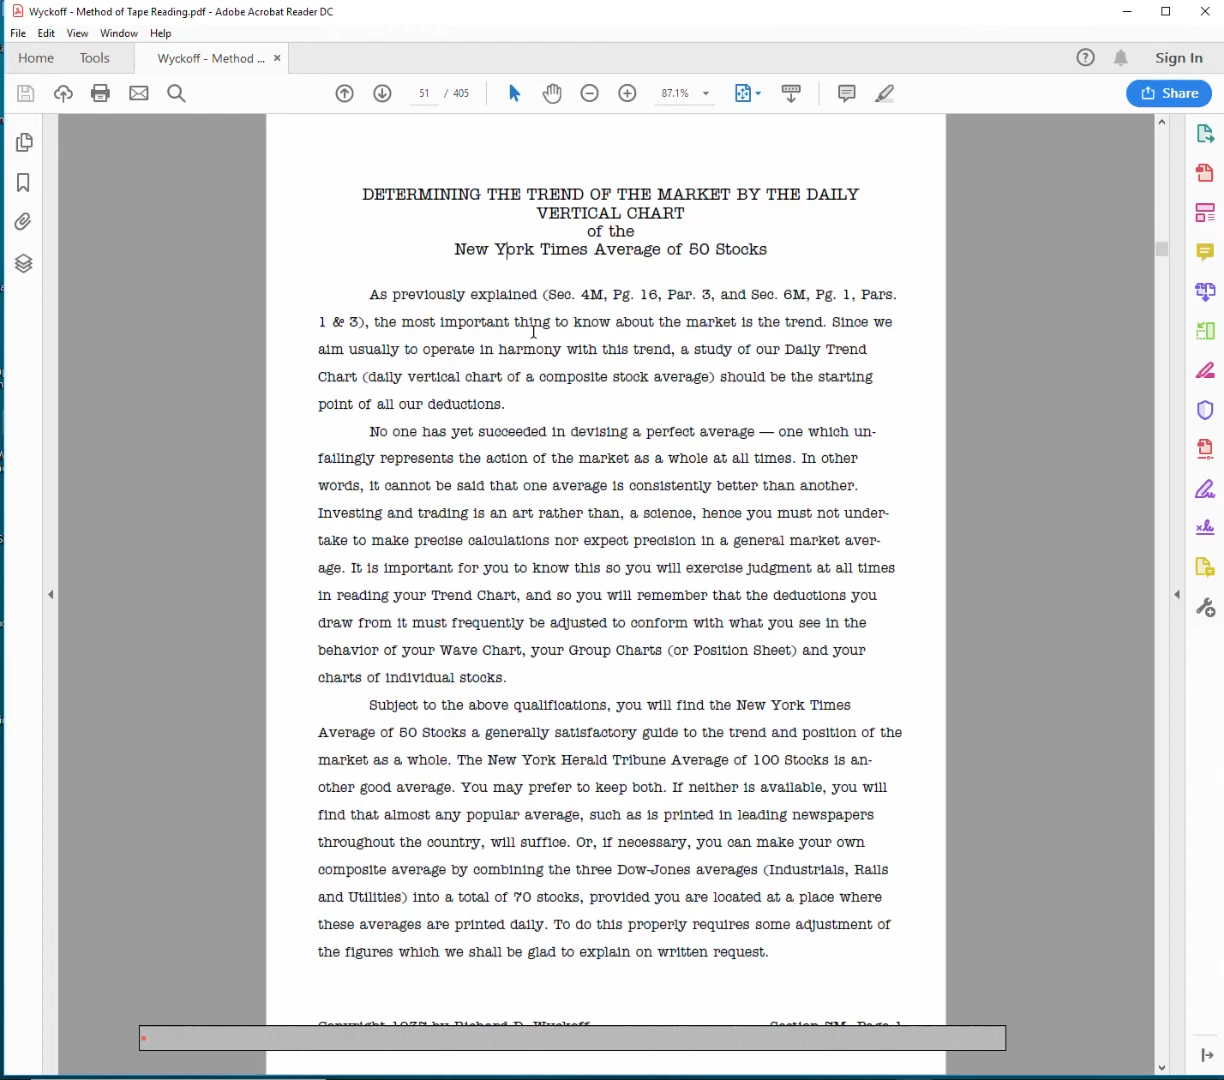 Wyckoff - Method of Tape Reading.pdf - Adobe Acrobat Reader DC
File Edit View Window Help
Home Tools Wyckoff - Method ... × Sign In
51 / 405 87.1% Share
DETERMINING THE TREND OF THE MARKET BY THE DAILY
VERTICAL CHART
of the
New York Times Average of 50 Stocks
As previously explained (Sec. 4M, Pg. 16, Par. 3, and Sec. 6M, Pg. 1, Pars.
1 & 3), the most important thing to know about the market is the trend. Since we
aim usually to operate in harmony with this trend, a study of our Daily Trend
Chart (daily vertical chart of a composite stock average) should be the starting
point of all our deductions.
No one has yet succeeded in devising a perfect average — one which un-
failingly represents the action of the market as a whole at all times. In other
words, it cannot be said that one average is consistently better than another.
Investing and trading is an art rather than, a science, hence you must not under-
take to make precise calculations nor expect precision in a general market aver-
age. It is important for you to know this so you will exercise judgment at all times
in reading your Trend Chart, and so you will remember that the deductions you
draw from it must frequently be adjusted to conform with what you see in the
behavior of your Wave Chart, your Group Charts (or Position Sheet) and your
charts of individual stocks.
Subject to the above qualifications, you will find the New York Times
Average of 50 Stocks a generally satisfactory guide to the trend and position of the
market as a whole. The New York Herald Tribune Average of 100 Stocks is an-
other good average. You may prefer to keep both. If neither is available, you will
find that almost any popular average, such as is printed in leading newspapers
throughout the country, will suffice. Or, if necessary, you can make your own
composite average by combining the three Dow-Jones averages (Industrials, Rails
and Utilities) into a total of 70 stocks, provided you are located at a place where
these averages are printed daily. To do this properly requires some adjustment of
the figures which we shall be glad to explain on written request.
Copyright by Richard D. Wyckoff Section Page 1